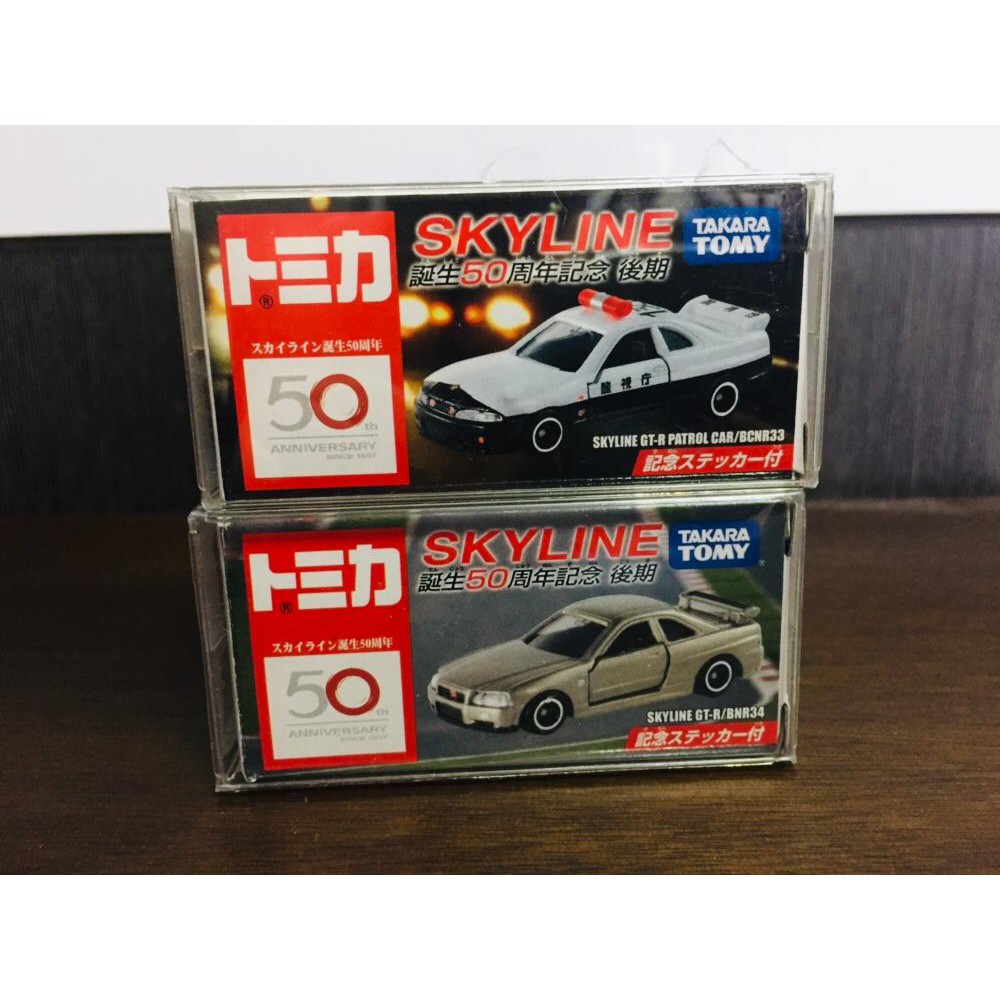 トミカ®
スカイライン誕生50周年
50th
ANNIVERSARY
SINCE 1957
SKYLINE
誕生50周年記念 後期
TAKARA
TOMY
警視庁
SKYLINE GT-R PATROL CAR/BCNR33
記念ステッカー付
トミカ®
スカイライン誕生50周年
50th
ANNIVERSARY
SINCE 1957
SKYLINE
誕生50周年記念 後期
TAKARA
TOMY
SKYLINE GT-R/BNR34
記念ステッカー付